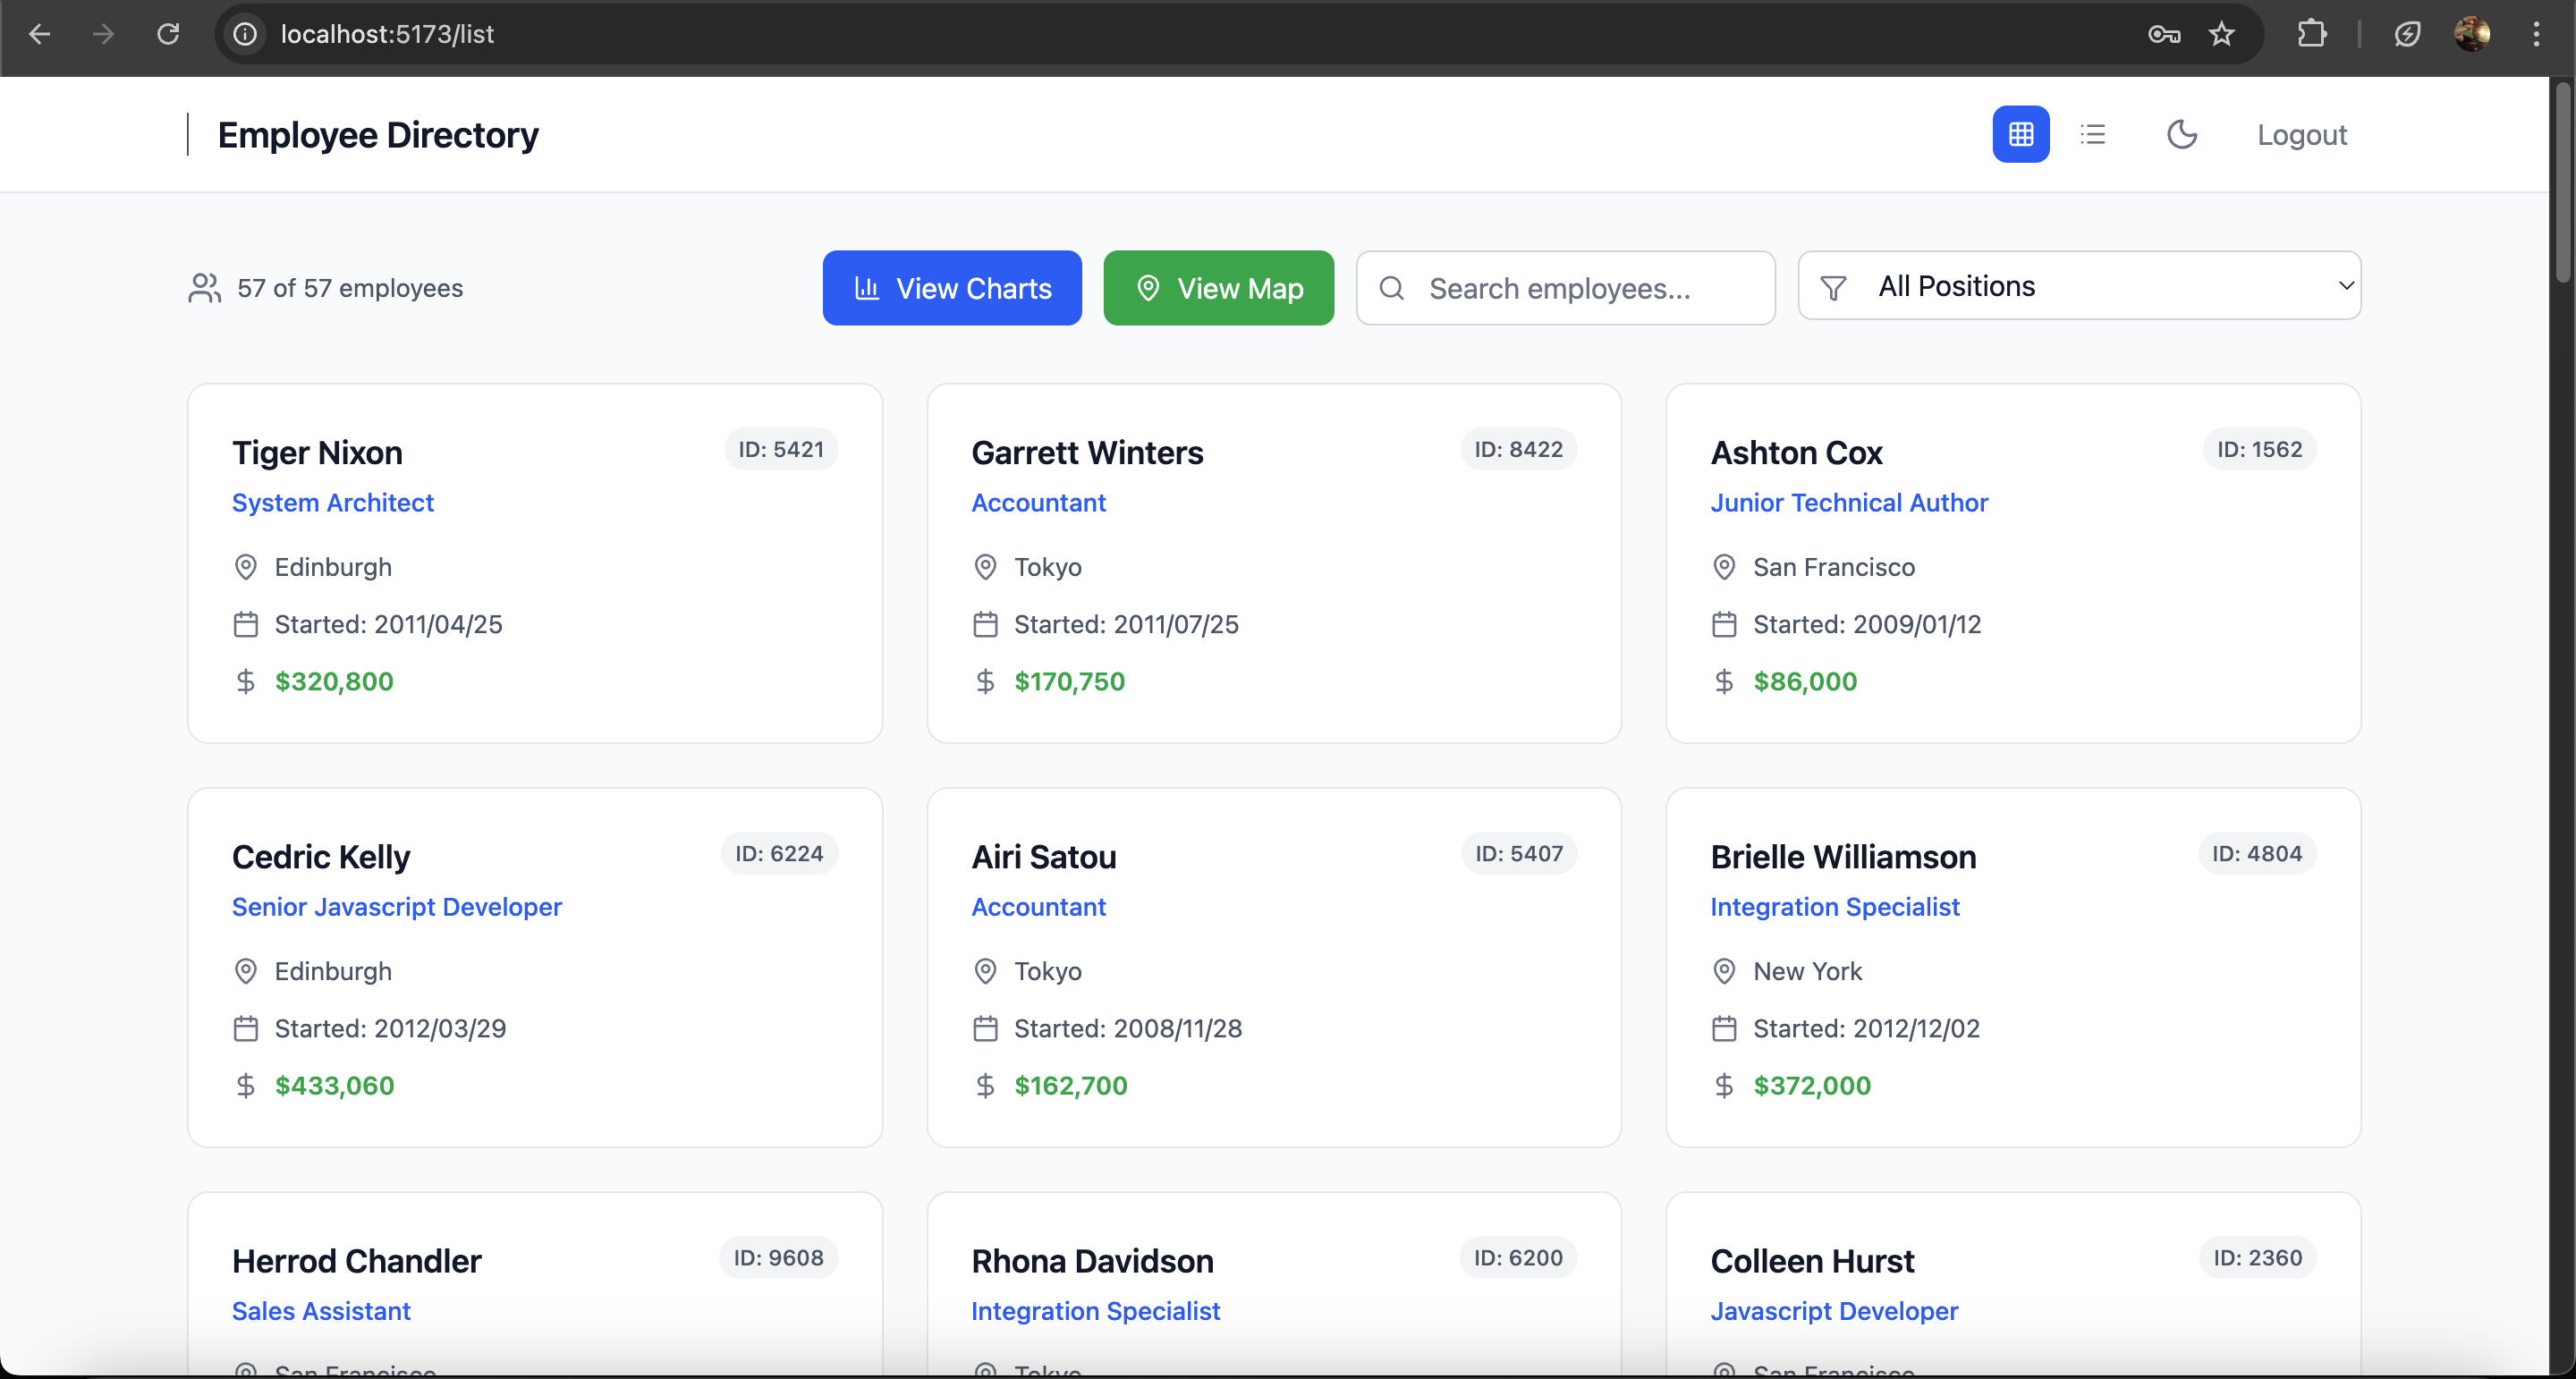 localhost:5173/list
Employee Directory
Logout
57 of 57 employees
View Charts
View Map
Search employees...
All Positions
Tiger Nixon
ID: 5421
System Architect
Edinburgh
Started: 2011/04/25
$320,800
Garrett Winters
ID: 8422
Accountant
Tokyo
Started: 2011/07/25
$170,750
Ashton Cox
ID: 1562
Junior Technical Author
San Francisco
Started: 2009/01/12
$86,000
Cedric Kelly
ID: 6224
Senior Javascript Developer
Edinburgh
Started: 2012/03/29
$433,060
Airi Satou
ID: 5407
Accountant
Tokyo
Started: 2008/11/28
$162,700
Brielle Williamson
ID: 4804
Integration Specialist
New York
Started: 2012/12/02
$372,000
Herrod Chandler
ID: 9608
Sales Assistant
San Francisco
Rhona Davidson
ID: 6200
Integration Specialist
Tokyo
Colleen Hurst
ID: 2360
Javascript Developer
San Francisco